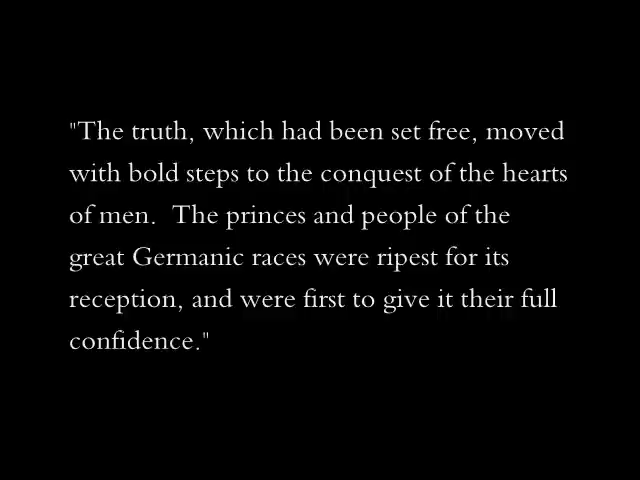 "The truth, which had been set free, moved
with bold steps to the conquest of the hearts
of men.  The princes and people of the
great Germanic races were ripest for its
reception, and were first to give it their full
confidence."